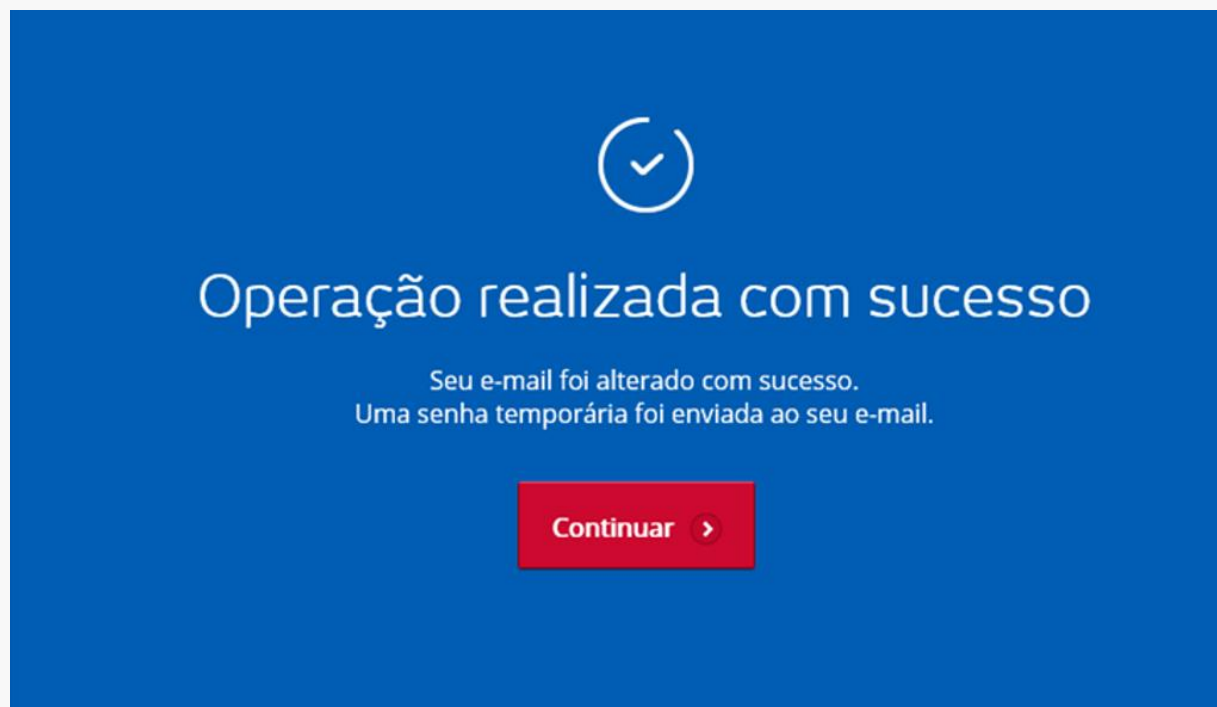 Operação realizada com sucesso
Seu e-mail foi alterado com sucesso.
Uma senha temporária foi enviada ao seu e-mail.
Continuar